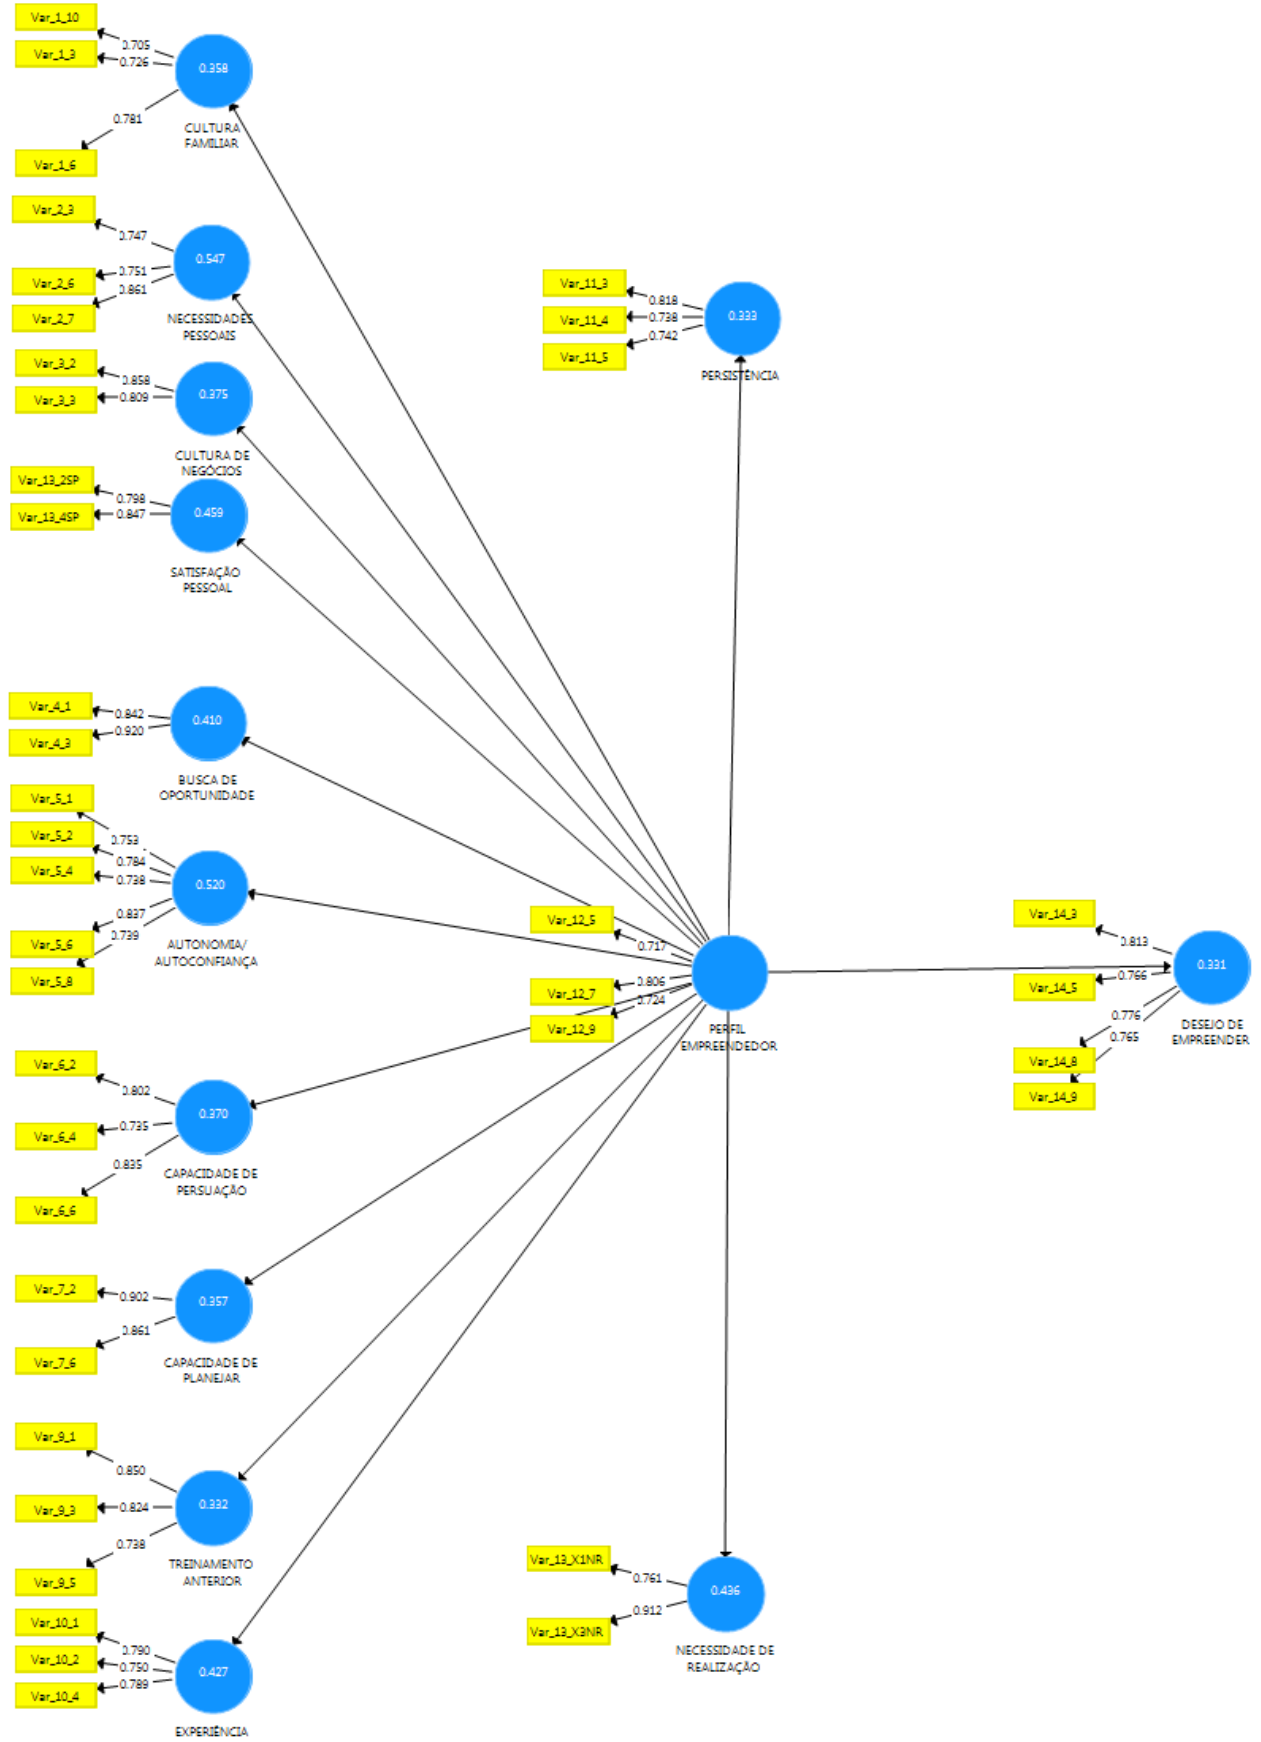 Var_1_10
0.705
Var_1_3
0.726
0.358
0.781
CULTURA
FAMILIAR
Var_1_6
Var_2_3
0.747
0.547
Var_2_6
0.751
0.861
Var_2_7
NECESSIDADES
PESSOAIS
Var_3_2
0.858
0.375
Var_3_3
0.809
CULTURA DE
NEGÓCIOS
Var_13_2SP
0.798
0.459
Var_13_4SP
0.847
SATISFAÇÃO
PESSOAL
Var_11_3
0.818
Var_11_4
0.738
0.333
0.742
Var_11_5
PERSISTÊNCIA
Var_4_1
0.842
0.410
0.920
Var_4_3
BUSCA DE
OPORTUNIDADE
Var_5_1
Var_5_2
0.753
0.784
Var_5_4
0.738
0.520
0.837
0.739
Var_5_6
Var_5_8
AUTONOMIA/
AUTOCONFIANÇA
Var_12_5
0.717
Var_12_7
0.806
0.724
Var_12_9
PERFIL
EMPREENDEDOR
Var_14_3
0.813
0.331
0.766
Var_14_5
0.776
0.765
DESEJO DE
EMPREENDER
Var_14_8
Var_14_9
Var_6_2
0.802
0.370
0.735
Var_6_4
0.835
CAPACIDADE DE
PERSUAÇÃO
Var_6_6
Var_7_2
0.902
0.357
0.861
Var_7_6
CAPACIDADE DE
PLANEJAR
Var_9_1
0.850
0.332
Var_9_3
0.824
0.738
Var_9_5
TREINAMENTO
ANTERIOR
Var_10_1
0.790
Var_10_2
0.750
0.427
0.789
Var_10_4
EXPERIÊNCIA
Var_13_X1NR
0.761
0.436
0.912
Var_13_X3NR
NECESSIDADE DE
REALIZAÇÃO